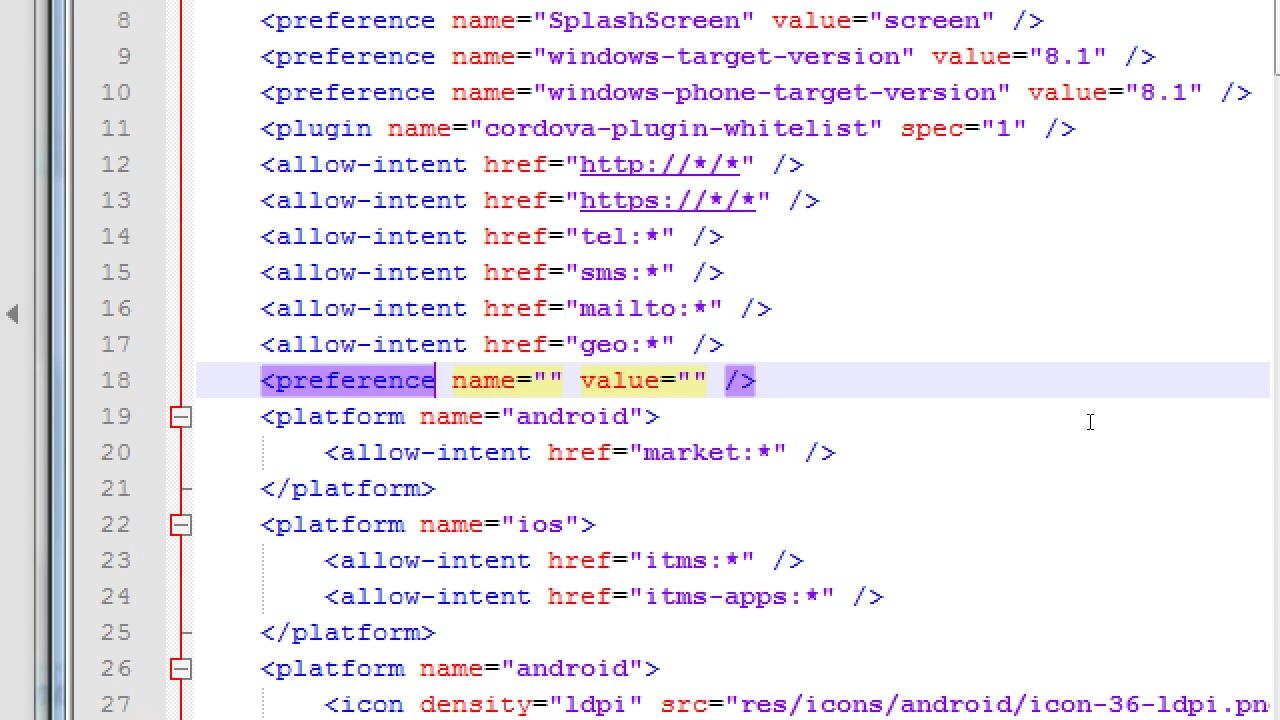 8 <preference name="SplashScreen" value="screen" />
9 <preference name="windows-target-version" value="8.1" />
10 <preference name="windows-phone-target-version" value="8.1" />
11 <plugin name="cordova-plugin-whitelist" spec="1" />
12 <allow-intent href="http://*/*" />
13 <allow-intent href="https://*/*" />
14 <allow-intent href="tel:*" />
15 <allow-intent href="sms:*" />
16 <allow-intent href="mailto:*" />
17 <allow-intent href="geo:*" />
18 <preference name="" value="" />
19 <platform name="android">
20 <allow-intent href="market:*" />
21 </platform>
22 <platform name="ios">
23 <allow-intent href="itms:*" />
24 <allow-intent href="itms-apps:*" />
25 </platform>
26 <platform name="android">
27 <icon density="ldpi" src="res/icons/android/icon-36-ldpi.pn